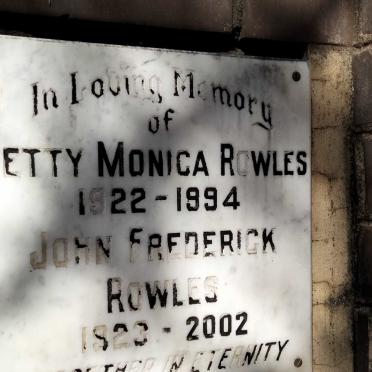 In Loving Memory
of
ETTY MONICA ROWLES
1922 - 1994
JOHN FREDERICK
ROWLES
1923 - 2002
IN ETERNITY